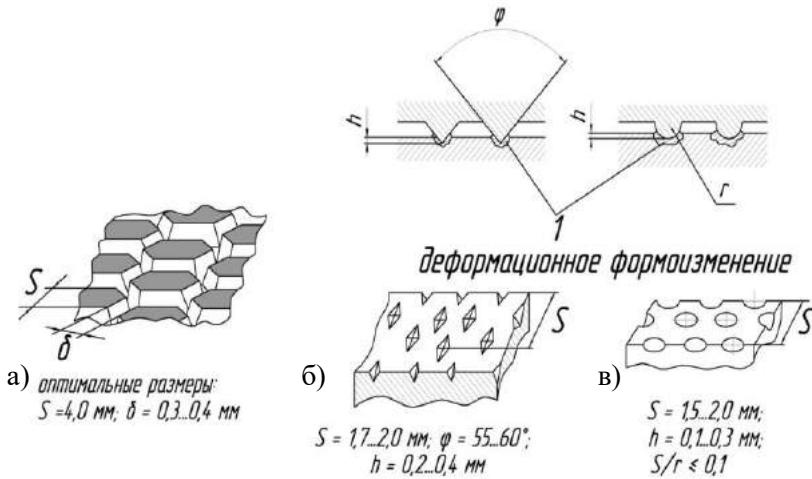 φ
h
h
r
1
деформационное формоизменение
S
δ
S
S
а)
б)
в)
оптимальные размеры:
S =4,0 мм; δ = 0,3...0,4 мм
S = 1,7...2,0 мм; φ = 55...60°;
h = 0,2...0,4 мм
S = 1,5...2,0 мм;
h = 0,1...0,3 мм;
S/r ≤ 0,1